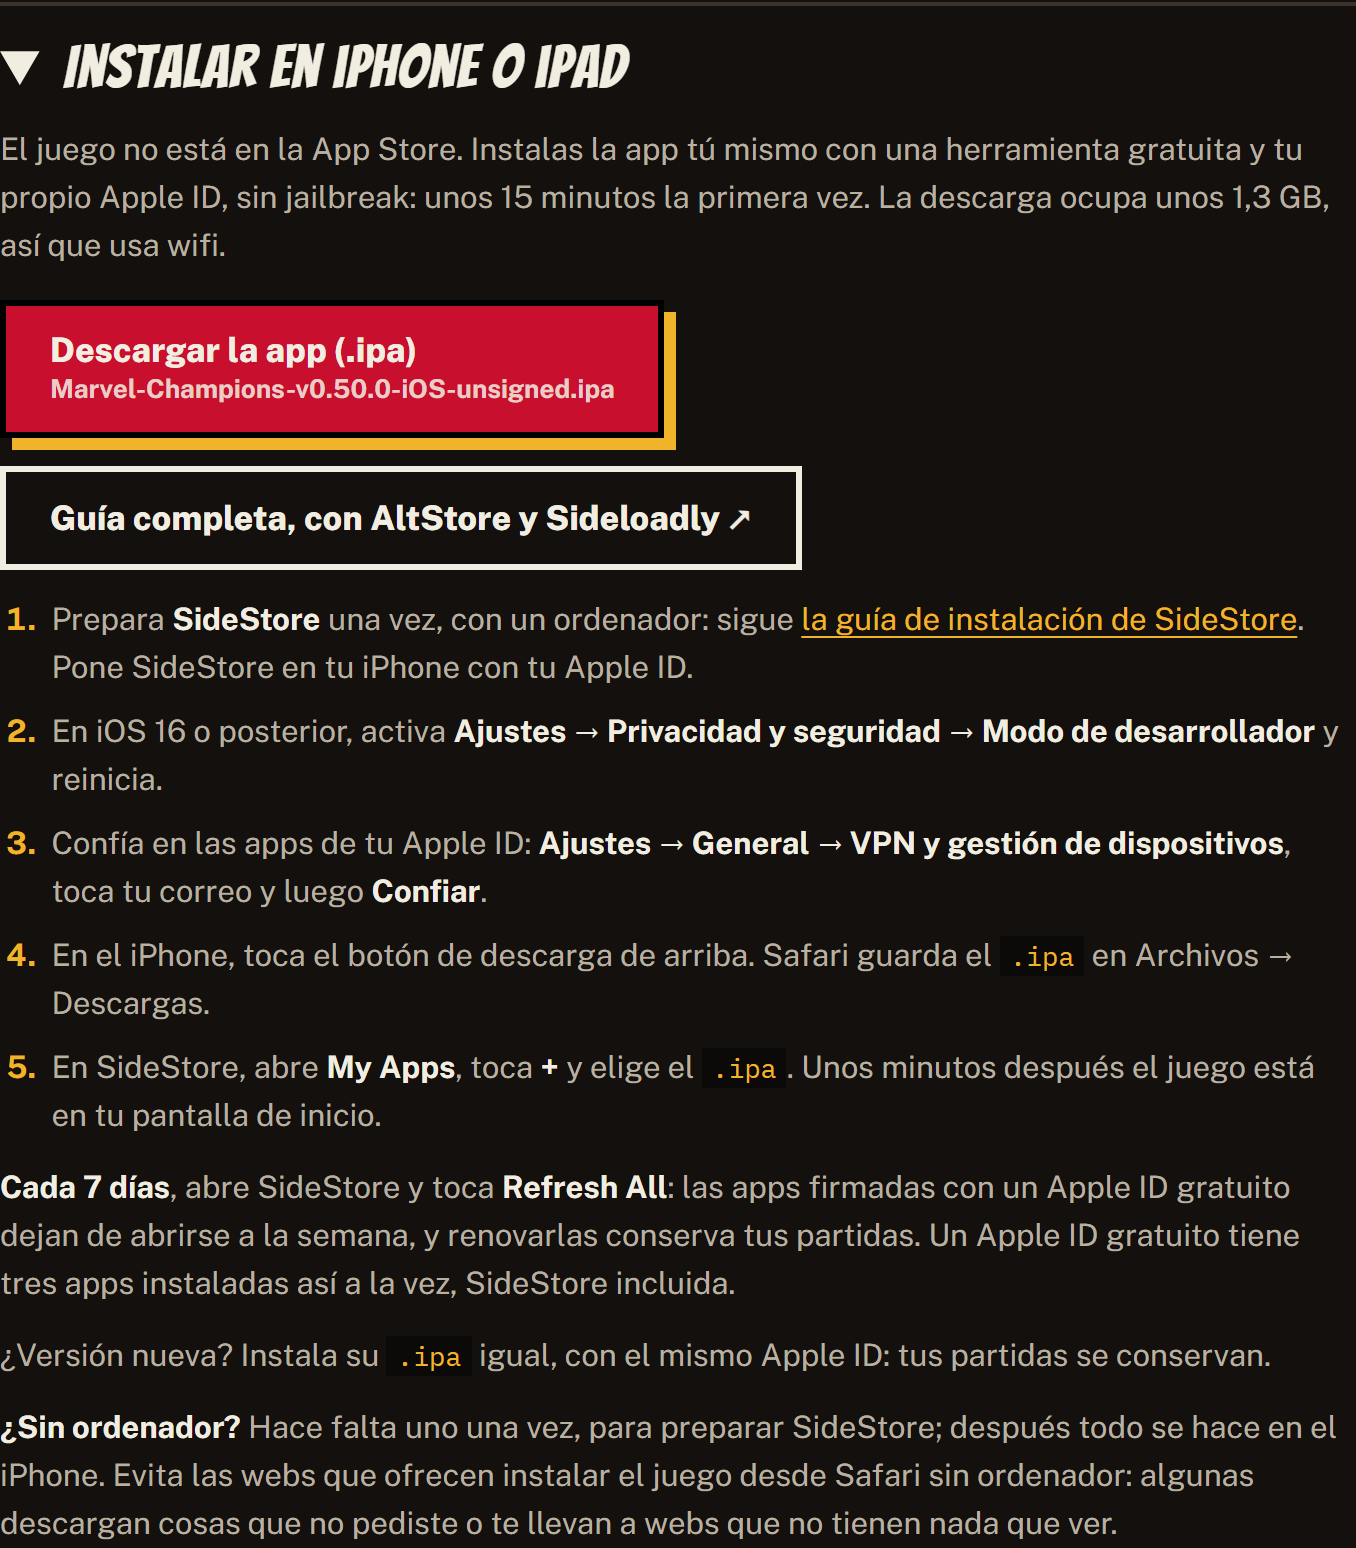 ▼ INSTALAR EN IPHONE O IPAD
El juego no está en la App Store. Instalas la app tú mismo con una herramienta gratuita y tu
propio Apple ID, sin jailbreak: unos 15 minutos la primera vez. La descarga ocupa unos 1,3 GB,
así que usa wifi.
Descargar la app (.ipa)
Marvel-Champions-v0.50.0-iOS-unsigned.ipa
Guía completa, con AltStore y Sideloadly ↗
1. Prepara SideStore una vez, con un ordenador: sigue la guía de instalación de SideStore.
Pone SideStore en tu iPhone con tu Apple ID.
2. En iOS 16 o posterior, activa Ajustes → Privacidad y seguridad → Modo de desarrollador y
reinicia.
3. Confía en las apps de tu Apple ID: Ajustes → General → VPN y gestión de dispositivos,
toca tu correo y luego Confiar.
4. En el iPhone, toca el botón de descarga de arriba. Safari guarda el .ipa en Archivos →
Descargas.
5. En SideStore, abre My Apps, toca + y elige el .ipa. Unos minutos después el juego está
en tu pantalla de inicio.
Cada 7 días, abre SideStore y toca Refresh All: las apps firmadas con un Apple ID gratuito
dejan de abrirse a la semana, y renovarlas conserva tus partidas. Un Apple ID gratuito tiene
tres apps instaladas así a la vez, SideStore incluida.
¿Versión nueva? Instala su .ipa igual, con el mismo Apple ID: tus partidas se conservan.
¿Sin ordenador? Hace falta uno una vez, para preparar SideStore; después todo se hace en el
iPhone. Evita las webs que ofrecen instalar el juego desde Safari sin ordenador: algunas
descargan cosas que no pediste o te llevan a webs que no tienen nada que ver.